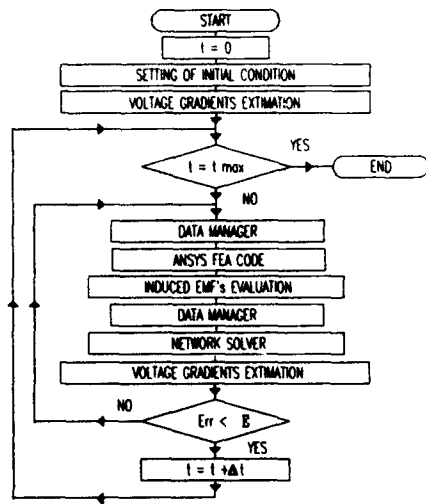 START
t = 0
SETTING OF INITIAL CONDITION
VOLTAGE GRADIENTS EXTIMATION
YES
t = t max
END
NO
DATA MANAGER
ANSYS FEA CODE
INDUCED EMF's EVALUATION
DATA MANAGER
NETWORK SOLVER
VOLTAGE GRADIENTS EXTIMATION
NO
Err < E
YES
t = t +Δt